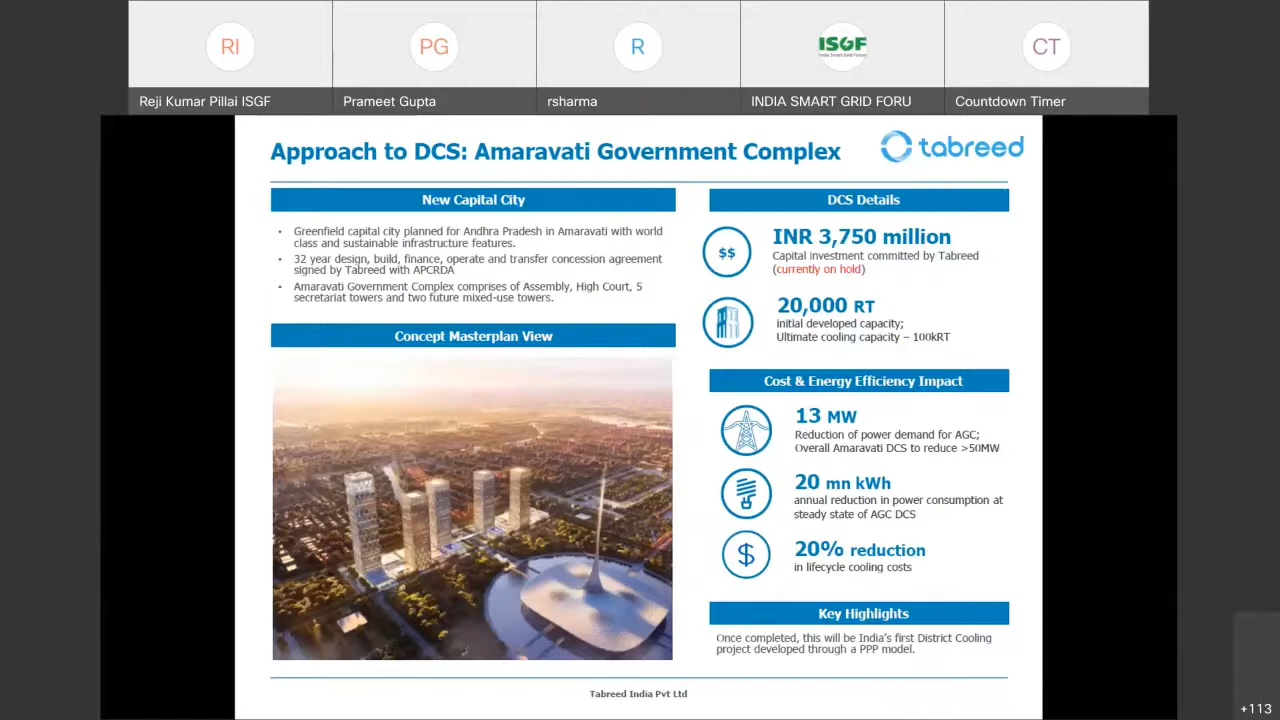 RI
PG
R
ISGF
India Smart Grid Forum
CT
Reji Kumar Pillai ISGF
Prameet Gupta
rsharma
INDIA SMART GRID FORU
Countdown Timer
Approach to DCS: Amaravati Government Complex
tabreed
New Capital City
• Greenfield capital city planned for Andhra Pradesh in Amaravati with world
class and sustainable infrastructure features.
• 32 year design, build, finance, operate and transfer concession agreement
signed by Tabreed with APCRDA
• Amaravati Government Complex comprises of Assembly, High Court, 5
secretariat towers and two future mixed-use towers.
Concept Masterplan View
DCS Details
$$
INR 3,750 million
Capital investment committed by Tabreed
(currently on hold)
20,000 RT
initial developed capacity;
Ultimate cooling capacity – 100kRT
Cost & Energy Efficiency Impact
13 MW
Reduction of power demand for AGC;
Overall Amaravati DCS to reduce >50MW
20 mn kWh
annual reduction in power consumption at
steady state of AGC DCS
$
20% reduction
in lifecycle cooling costs
Key Highlights
Once completed, this will be India's first District Cooling
project developed through a PPP model.
Tabreed India Pvt Ltd
+113